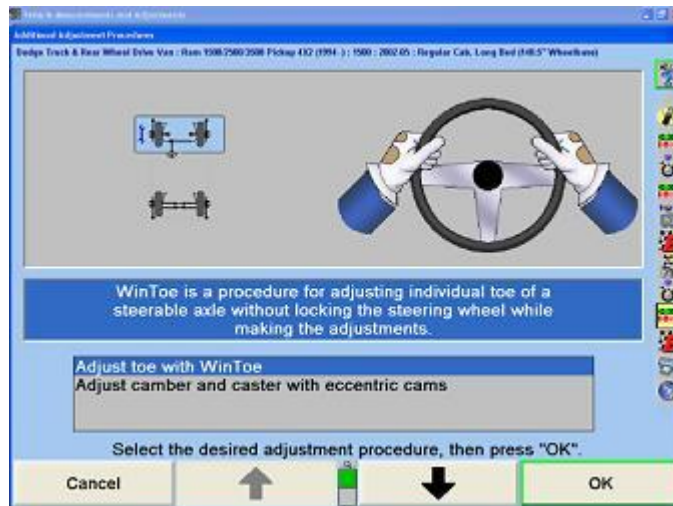 Additional Adjustment Procedures
Dodge Truck & Rear Wheel Drive Van : Ram 1500/2500/3500 Pickup 4X2 (1994- ) : 1500 : 2002-05 : Regular Cab, Long Bed (140.5" Wheelbase)
WinToe is a procedure for adjusting individual toe of a
steerable axle without locking the steering wheel while
making the adjustments.
Adjust toe with WinToe
Adjust camber and caster with eccentric cams
Select the desired adjustment procedure, then press "OK".
Cancel
OK